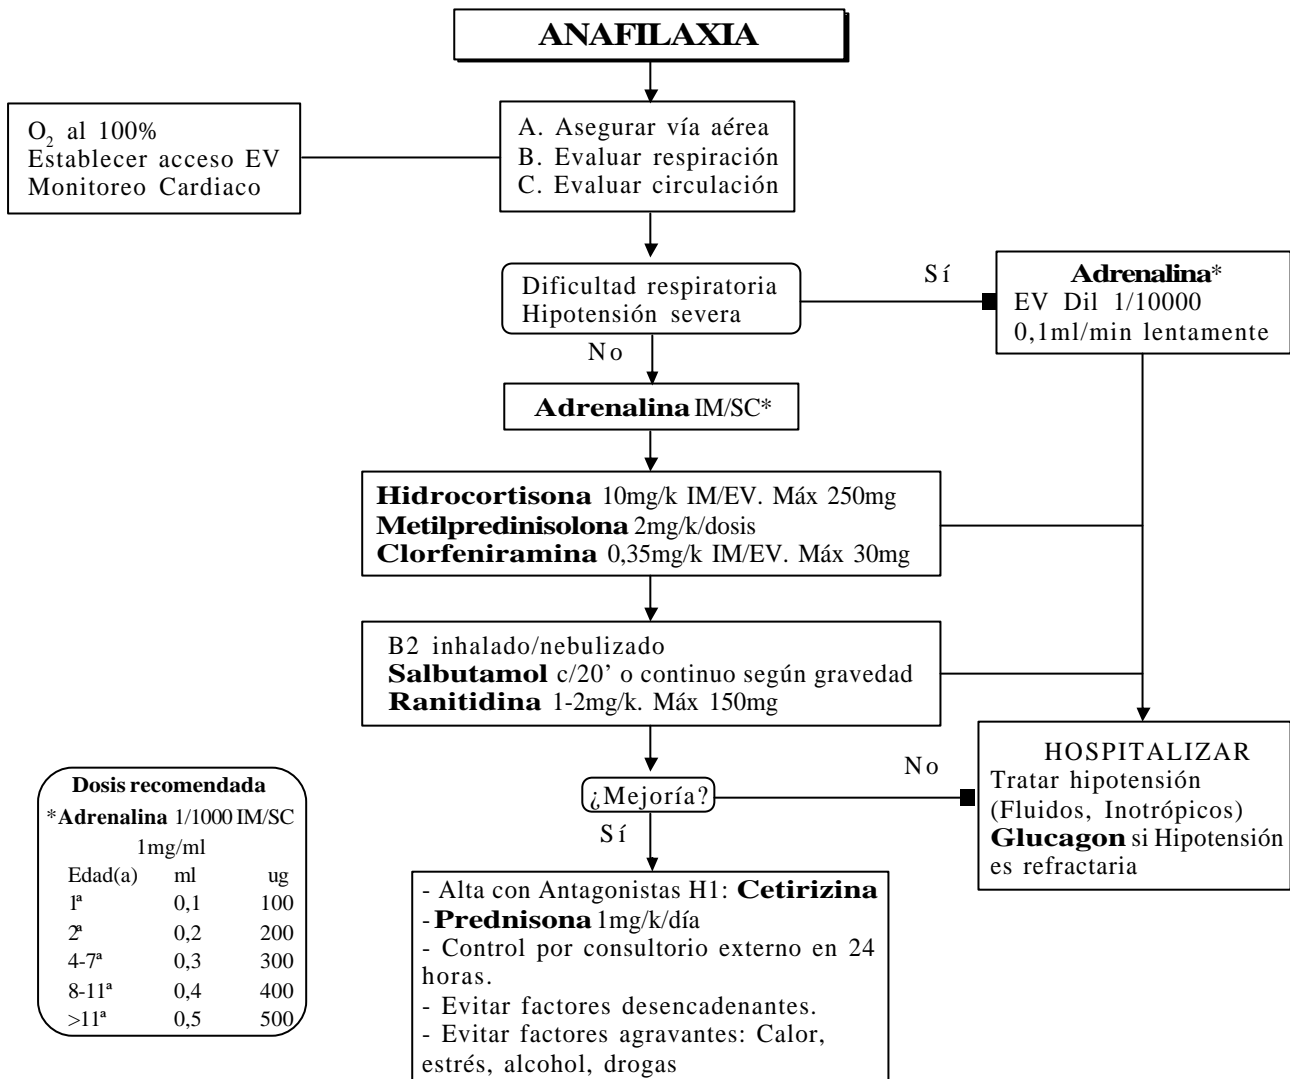 ANAFILAXIA
O2 al 100%
Establecer acceso EV
Monitoreo Cardiaco
A. Asegurar vía aérea
B. Evaluar respiración
C. Evaluar circulación
Dificultad respiratoria
Hipotensión severa
Sí
Adrenalina*
EV Dil 1/10000
0,1ml/min lentamente
No
Adrenalina IM/SC*
Hidrocortisona 10mg/k IM/EV. Máx 250mg
Metilpredinisolona 2mg/k/dosis
Clorfeniramina 0,35mg/k IM/EV. Máx 30mg
B2 inhalado/nebulizado
Salbutamol c/20’ o continuo según gravedad
Ranitidina 1-2mg/k. Máx 150mg
¿Mejoría?
No
HOSPITALIZAR
Tratar hipotensión
(Fluidos, Inotrópicos)
Glucagon si Hipotensión
es refractaria
Sí
- Alta con Antagonistas H1: Cetirizina
- Prednisona 1mg/k/día
- Control por consultorio externo en 24
horas.
- Evitar factores desencadenantes.
- Evitar factores agravantes: Calor,
estrés, alcohol, drogas
Dosis recomendada
*Adrenalina 1/1000 IM/SC
1mg/ml
Edad(a) ml ug
1ª 0,1 100
2ª 0,2 200
4-7ª 0,3 300
8-11ª 0,4 400
>11ª 0,5 500